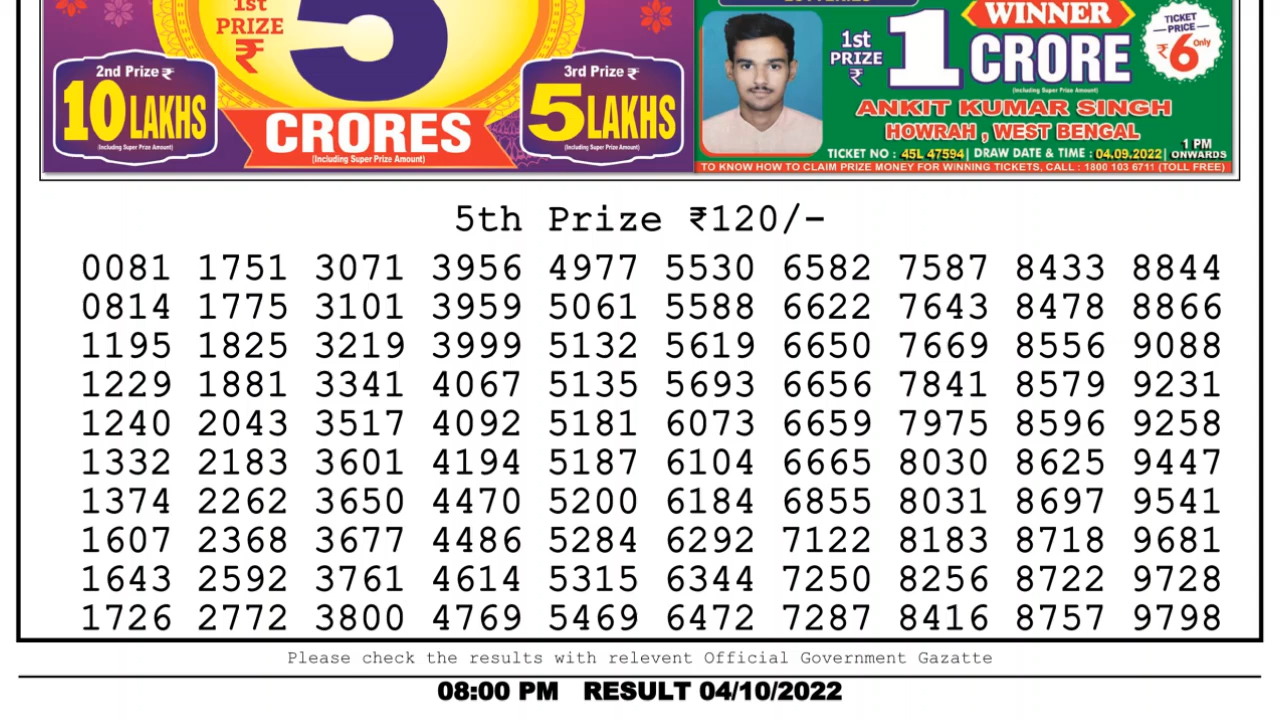 1st
PRIZE
₹
5
CRORES
(Including Super Prize Amount)
2nd Prize ₹
10 LAKHS
(Including Super Prize Amount)
3rd Prize ₹
5 LAKHS
(Including Super Prize Amount)
WINNER
1st
PRIZE
₹
1 CRORE
(Including Super Prize Amount)
TICKET
PRICE
₹6 Only
ANKIT KUMAR SINGH
HOWRAH , WEST BENGAL
TICKET NO : 45L 47594| DRAW DATE & TIME : 04.09.2022| 1 PM ONWARDS
TO KNOW HOW TO CLAIM PRIZE MONEY FOR WINNING TICKETS, CALL : 1800 103 6711 (TOLL FREE)
5th Prize ₹120/-
0081 1751 3071 3956 4977 5530 6582 7587 8433 8844
0814 1775 3101 3959 5061 5588 6622 7643 8478 8866
1195 1825 3219 3999 5132 5619 6650 7669 8556 9088
1229 1881 3341 4067 5135 5693 6656 7841 8579 9231
1240 2043 3517 4092 5181 6073 6659 7975 8596 9258
1332 2183 3601 4194 5187 6104 6665 8030 8625 9447
1374 2262 3650 4470 5200 6184 6855 8031 8697 9541
1607 2368 3677 4486 5284 6292 7122 8183 8718 9681
1643 2592 3761 4614 5315 6344 7250 8256 8722 9728
1726 2772 3800 4769 5469 6472 7287 8416 8757 9798
Please check the results with relevent Official Government Gazatte
08:00 PM RESULT 04/10/2022